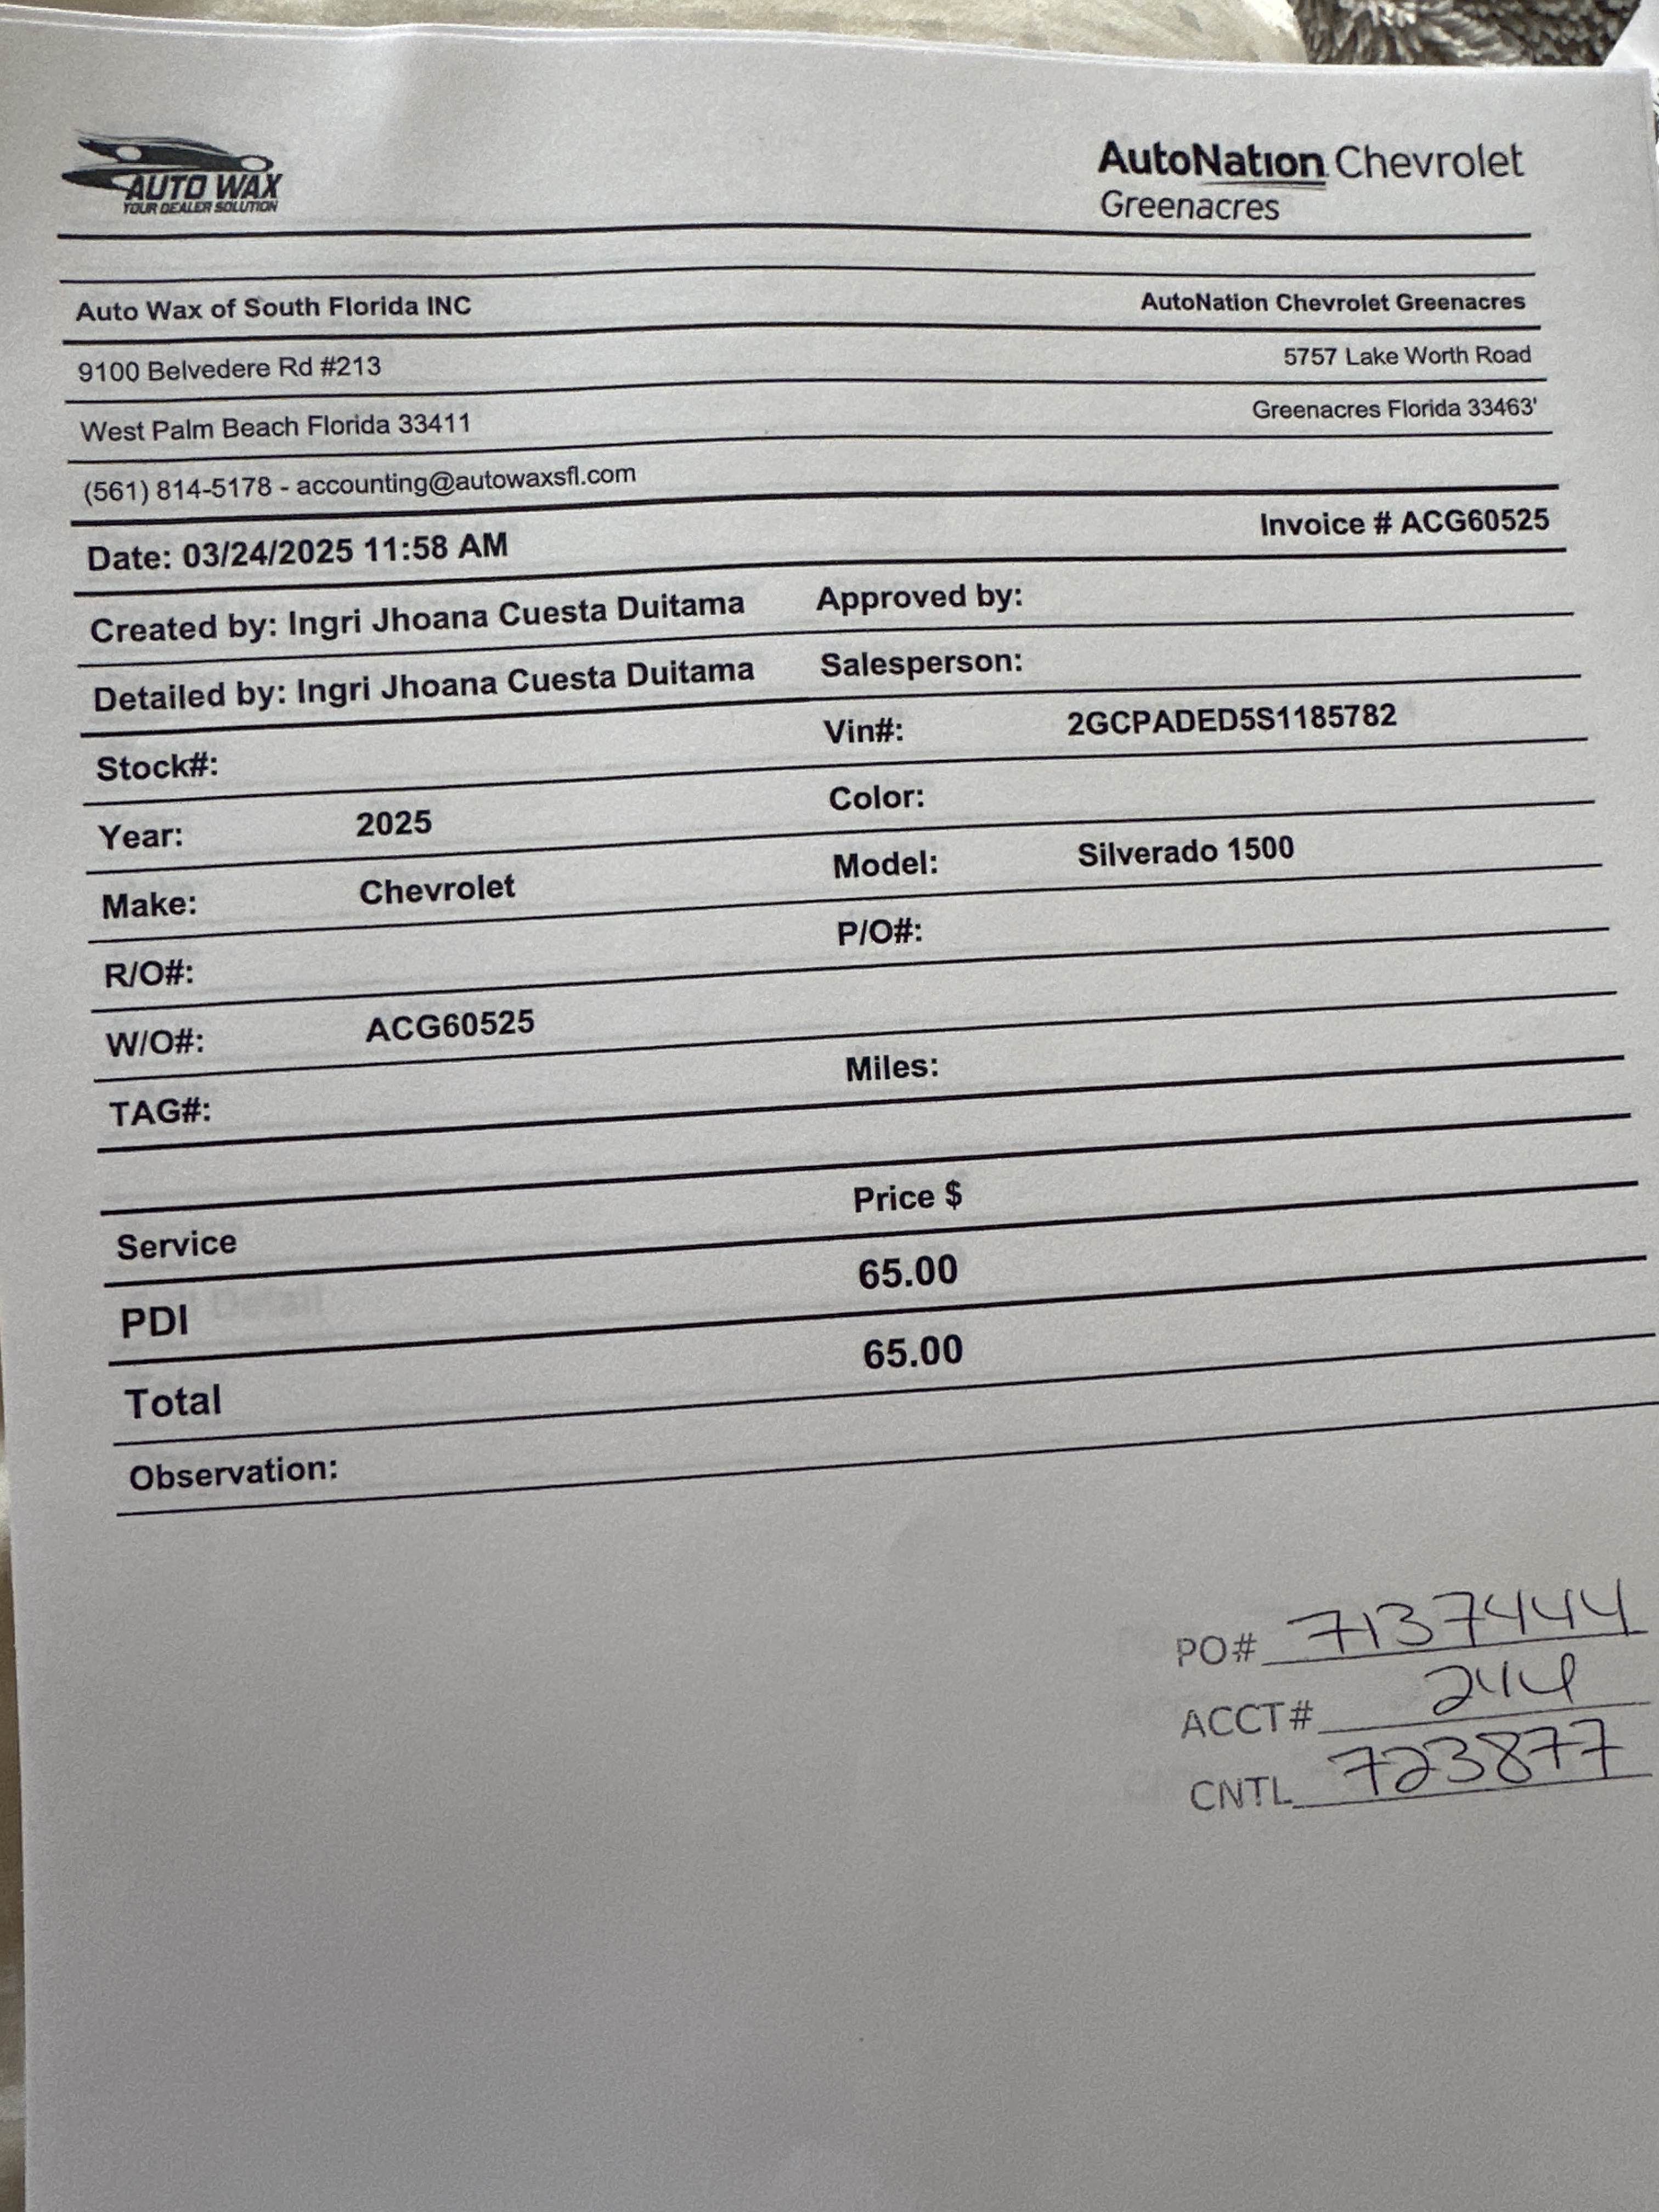 AUTO WAX
YOUR DEALER SOLUTION
AutoNation Chevrolet
Greenacres
Auto Wax of South Florida INC AutoNation Chevrolet Greenacres
9100 Belvedere Rd #213 5757 Lake Worth Road
West Palm Beach Florida 33411 Greenacres Florida 33463'
(561) 814-5178 - accounting@autowaxsfl.com
Date: 03/24/2025 11:58 AM Invoice # ACG60525
Created by: Ingri Jhoana Cuesta Duitama Approved by:
Detailed by: Ingri Jhoana Cuesta Duitama Salesperson:
Stock#: Vin#: 2GCPADED5S1185782
Year: 2025 Color:
Make: Chevrolet Model: Silverado 1500
R/O#: P/O#:
W/O#: ACG60525
TAG#: Miles:
Service Price $
PDI 65.00
Total 65.00
Observation:
PO# 7137444
ACCT# 244
CNTL 723877